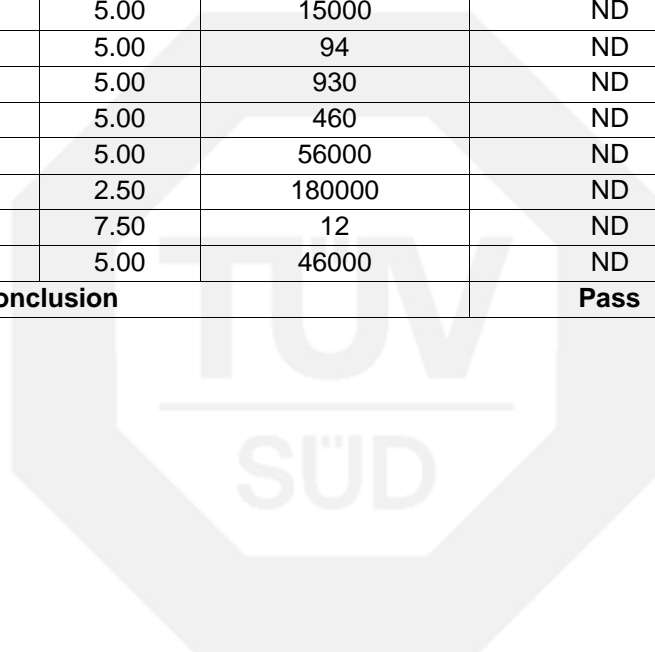 5.00 15000 ND
5.00 94 ND
5.00 930 ND
5.00 460 ND
5.00 56000 ND
2.50 180000 ND
7.50 12 ND
5.00 46000 ND
onclusion Pass
TÜV
SÜD